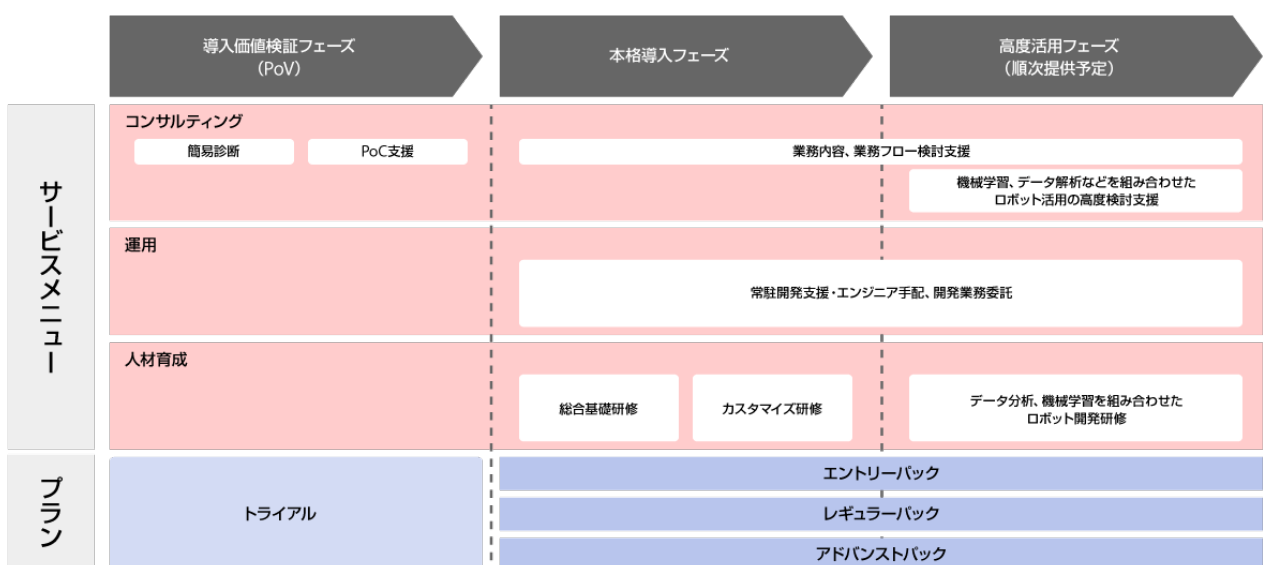 導入価値検証フェーズ
（PoV）
本格導入フェーズ
高度活用フェーズ
（順次提供予定）
サービスメニュー
コンサルティング
簡易診断
PoC支援
業務内容、業務フロー検討支援
機械学習、データ解析などを組み合わせた
ロボット活用の高度検討支援
運用
常駐開発支援・エンジニア手配、開発業務委託
人材育成
総合基礎研修
カスタマイズ研修
データ分析、機械学習を組み合わせた
ロボット開発研修
プラン
トライアル
エントリーパック
レギュラーパック
アドバンストパック